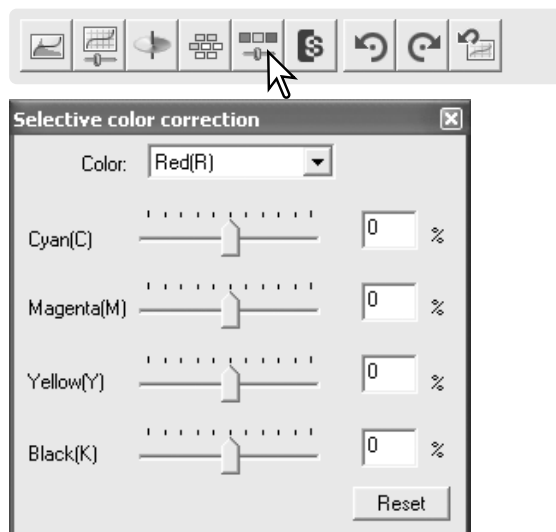 Selective color correction
Color: Red(R)
Cyan(C) 0 %
Magenta(M) 0 %
Yellow(Y) 0 %
Black(K) 0 %
Reset